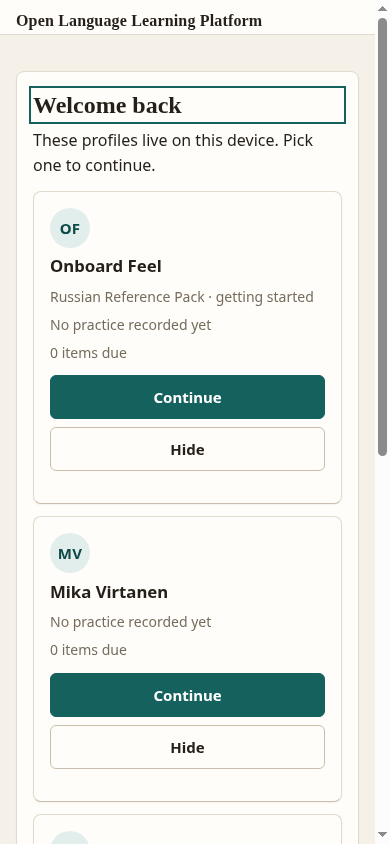 Open Language Learning Platform
Welcome back
These profiles live on this device. Pick
one to continue.
OF
Onboard Feel
Russian Reference Pack · getting started
No practice recorded yet
0 items due
Continue
Hide
MV
Mika Virtanen
No practice recorded yet
0 items due
Continue
Hide